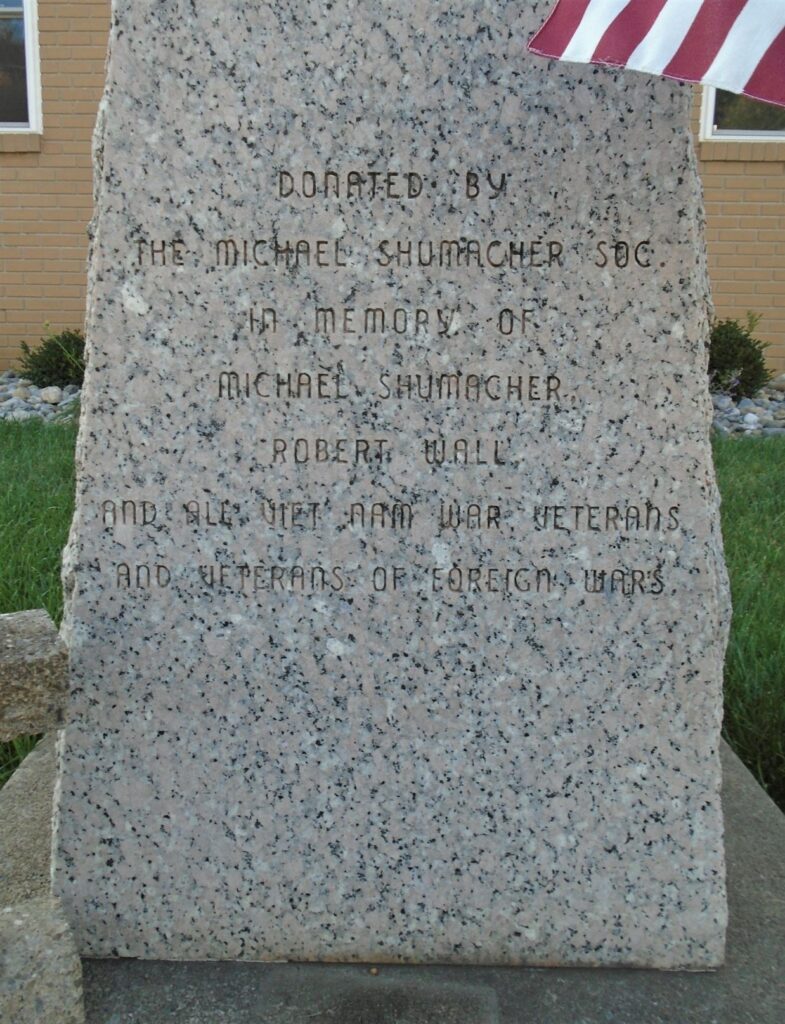 DONATED BY
THE MICHAEL SHUMACHER SOC.
IN MEMORY OF
MICHAEL SHUMACHER,
ROBERT WALL
AND ALL VIET NAM WAR VETERANS
AND VETERANS OF FOREIGN WARS.